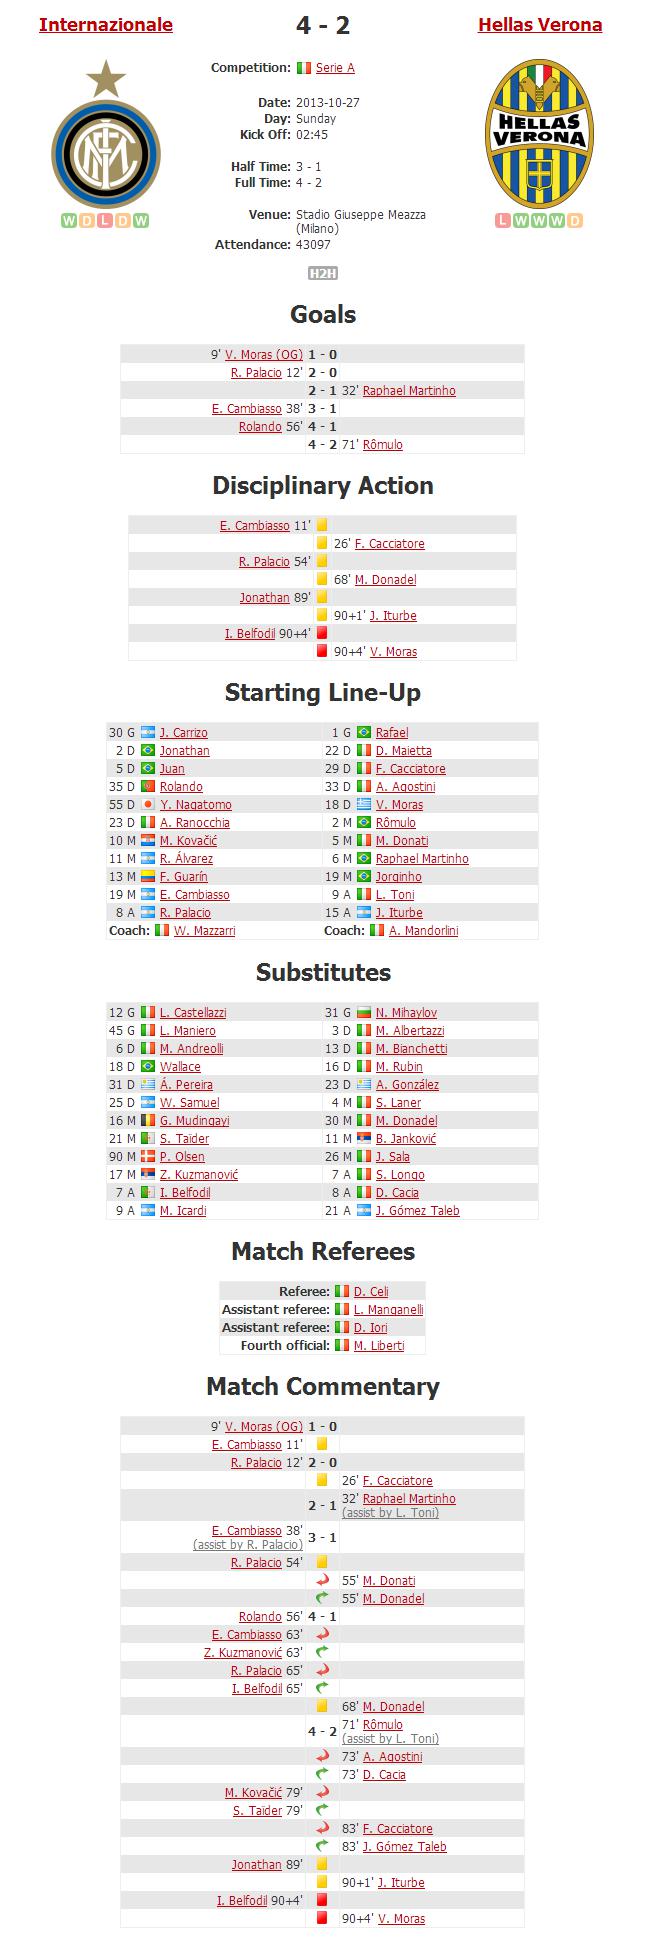 Internazionale 4 - 2 Hellas Verona
Competition: Serie A
Date: 2013-10-27
Day: Sunday
Kick Off: 02:45
Half Time: 3 - 1
Full Time: 4 - 2
Venue: Stadio Giuseppe Meazza
(Milano)
Attendance: 43097
HELLAS
VERONA
W D L D W
L W W W D
H2H
Goals
9' V. Moras (OG) 1 - 0
R. Palacio 12' 2 - 0
2 - 1 32' Raphael Martinho
E. Cambiasso 38' 3 - 1
Rolando 56' 4 - 1
4 - 2 71' Rômulo
Disciplinary Action
E. Cambiasso 11'
26' F. Cacciatore
R. Palacio 54'
68' M. Donadel
Jonathan 89'
90+1' J. Iturbe
I. Belfodil 90+4'
90+4' V. Moras
Starting Line-Up
30 G J. Carrizo 1 G Rafael
2 D Jonathan 22 D D. Maietta
5 D Juan 29 D F. Cacciatore
35 D Rolando 33 D A. Agostini
55 D Y. Nagatomo 18 D V. Moras
23 D A. Ranocchia 2 M Rômulo
10 M M. Kovačić 5 M M. Donati
11 M R. Álvarez 6 M Raphael Martinho
13 M F. Guarín 19 M Jorginho
19 M E. Cambiasso 9 A L. Toni
8 A R. Palacio 15 A J. Iturbe
Coach: W. Mazzarri Coach: A. Mandorlini
Substitutes
12 G L. Castellazzi 31 G N. Mihaylov
45 G L. Maniero 3 D M. Albertazzi
6 D M. Andreolli 13 D M. Bianchetti
18 D Wallace 16 D M. Rubin
31 D Á. Pereira 23 D A. González
25 D W. Samuel 4 M S. Laner
16 M G. Mudingayi 30 M M. Donadel
21 M S. Taïder 11 M B. Janković
90 M P. Olsen 26 M J. Sala
17 M Z. Kuzmanović 7 A S. Longo
7 A I. Belfodil 8 A D. Cacia
9 A M. Icardi 21 A J. Gómez Taleb
Match Referees
Referee: D. Celi
Assistant referee: L. Manganelli
Assistant referee: D. Iori
Fourth official: M. Liberti
Match Commentary
9' V. Moras (OG) 1 - 0
E. Cambiasso 11'
R. Palacio 12' 2 - 0
26' F. Cacciatore
2 - 1 32' Raphael Martinho
(assist by L. Toni)
E. Cambiasso 38' 3 - 1
(assist by R. Palacio)
R. Palacio 54'
55' M. Donati
55' M. Donadel
Rolando 56' 4 - 1
E. Cambiasso 63'
Z. Kuzmanović 63'
R. Palacio 65'
I. Belfodil 65'
68' M. Donadel
4 - 2 71' Rômulo
(assist by L. Toni)
73' A. Agostini
73' D. Cacia
M. Kovačić 79'
S. Taïder 79'
83' F. Cacciatore
83' J. Gómez Taleb
Jonathan 89'
90+1' J. Iturbe
I. Belfodil 90+4'
90+4' V. Moras